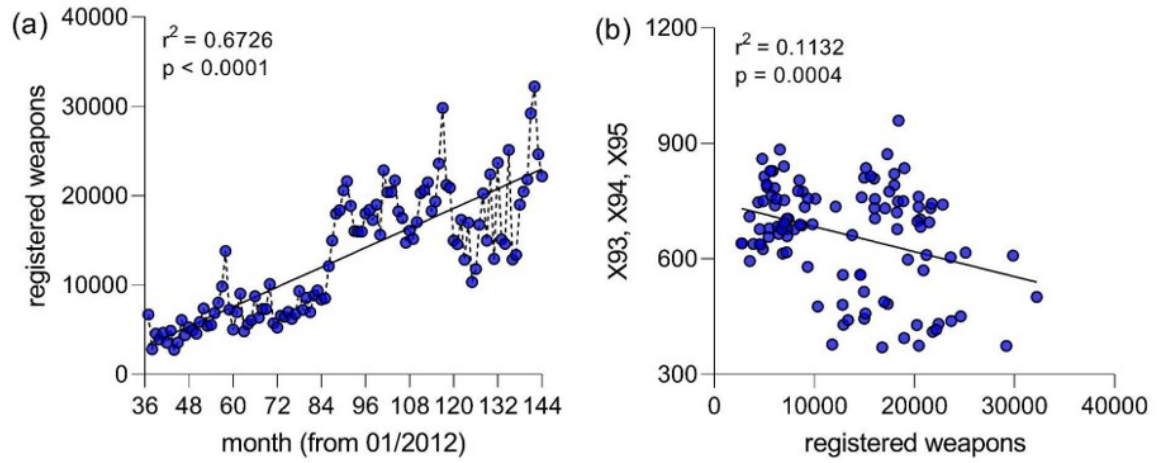 (a)
r² = 0.6726
p < 0.0001
registered weapons
40000
30000
20000
10000
0
36 48 60 72 84 96 108 120 132 144
month (from 01/2012)
(b)
r² = 0.1132
p = 0.0004
X93, X94, X95
1200
900
600
300
0 10000 20000 30000 40000
registered weapons